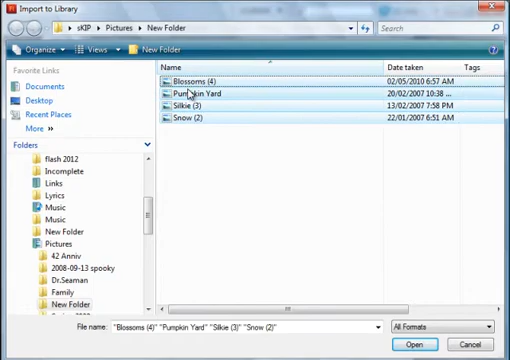 Import to Library
sKIP ▸ Pictures ▸ New Folder
Search
Organize Views New Folder
Favorite Links
Documents
Desktop
Recent Places
More »
Folders
flash 2012
Incomplete
Links
Lyrics
Music
Music
New Folder
Pictures
42 Anniv
2008-09-13 spooky
Dr.Seaman
Family
New Folder
Name Date taken Tags
Blossoms (4) 02/05/2010 6:57 AM
Pumpkin Yard 20/02/2007 10:38 ...
Silkie (3) 13/02/2007 7:58 PM
Snow (2) 22/01/2007 6:51 AM
File name: "Blossoms (4)" "Pumpkin Yard" "Silkie (3)" "Snow (2)"
All Formats
Open Cancel